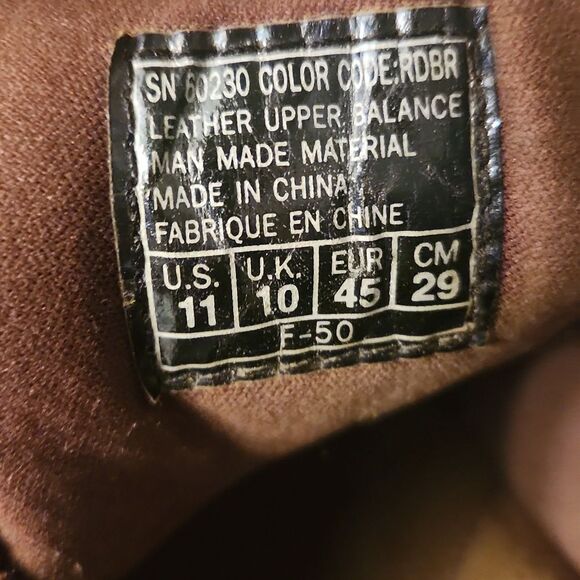 SN 60230 COLOR CODE:RDBR
LEATHER UPPER BALANCE
MAN MADE MATERIAL
MADE IN CHINA
FABRIQUE EN CHINE
U.S. U.K. EUR CM
11 10 45 29
F-50